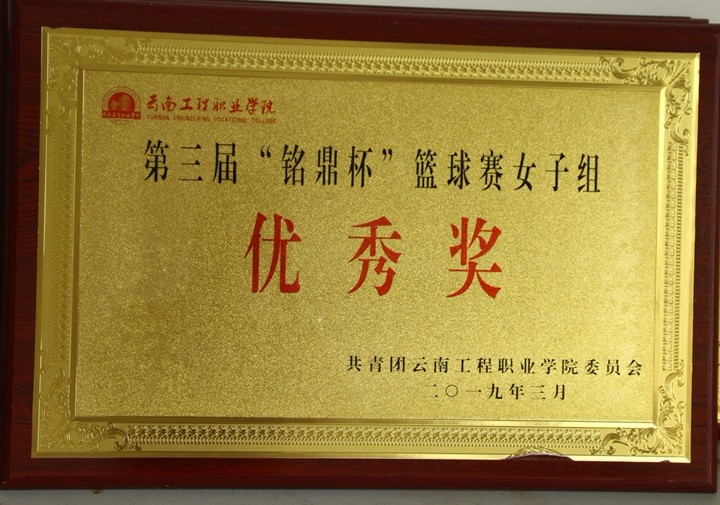 云南工程职业学院
YUNNAN ENGINEERING VOCATIONAL COLLEGE
第三届“铭鼎杯”篮球赛女子组
优秀奖
共青团云南工程职业学院委员会
二〇一九年三月